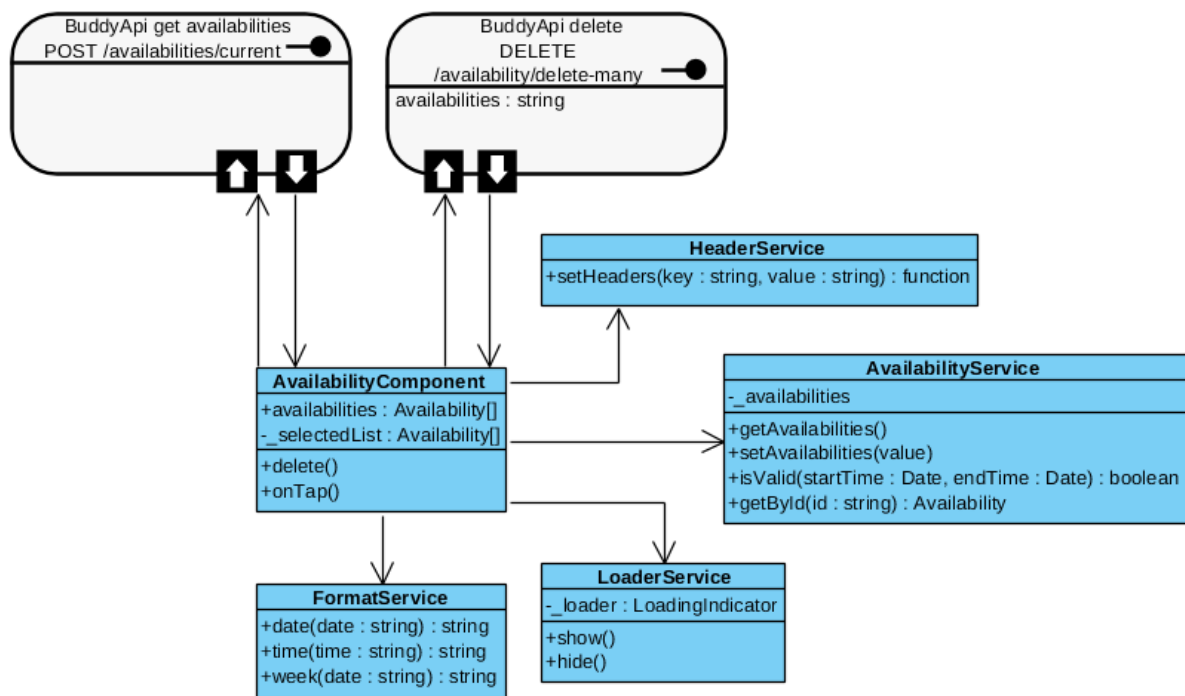 BuddyApi get availabilities
POST /availabilities/current
BuddyApi delete
DELETE
/availability/delete-many
availabilities : string
HeaderService
+setHeaders(key : string, value : string) : function
AvailabilityComponent
+availabilities : Availability[]
-_selectedList : Availability[]
+delete()
+onTap()
AvailabilityService
-_availabilities
+getAvailabilities()
+setAvailabilities(value)
+isValid(startTime : Date, endTime : Date) : boolean
+getById(id : string) : Availability
FormatService
+date(date : string) : string
+time(time : string) : string
+week(date : string) : string
LoaderService
-_loader : LoadingIndicator
+show()
+hide()